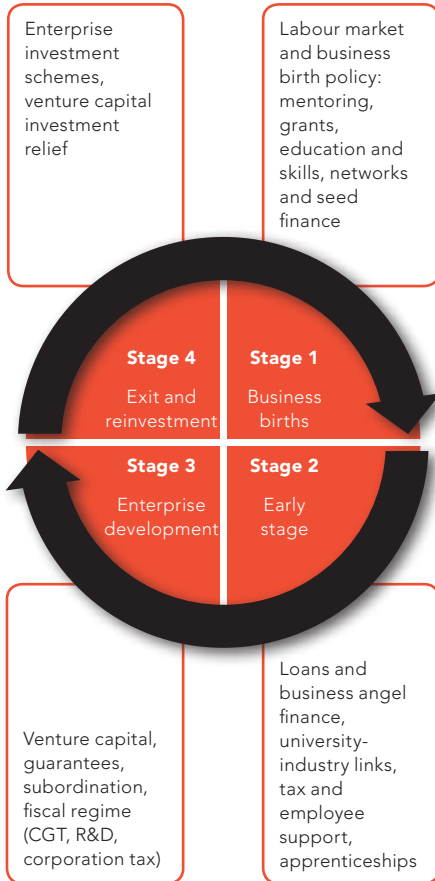 Enterprise
investment
schemes,
venture capital
investment
relief
Labour market
and business
birth policy:
mentoring,
grants,
education and
skills, networks
and seed
finance
Stage 4
Exit and
reinvestment
Stage 1
Business
births
Stage 3
Enterprise
development
Stage 2
Early
stage
Venture capital,
guarantees,
subordination,
fiscal regime
(CGT, R&D,
corporation tax)
Loans and
business angel
finance,
university-
industry links,
tax and
employee
support,
apprenticeships